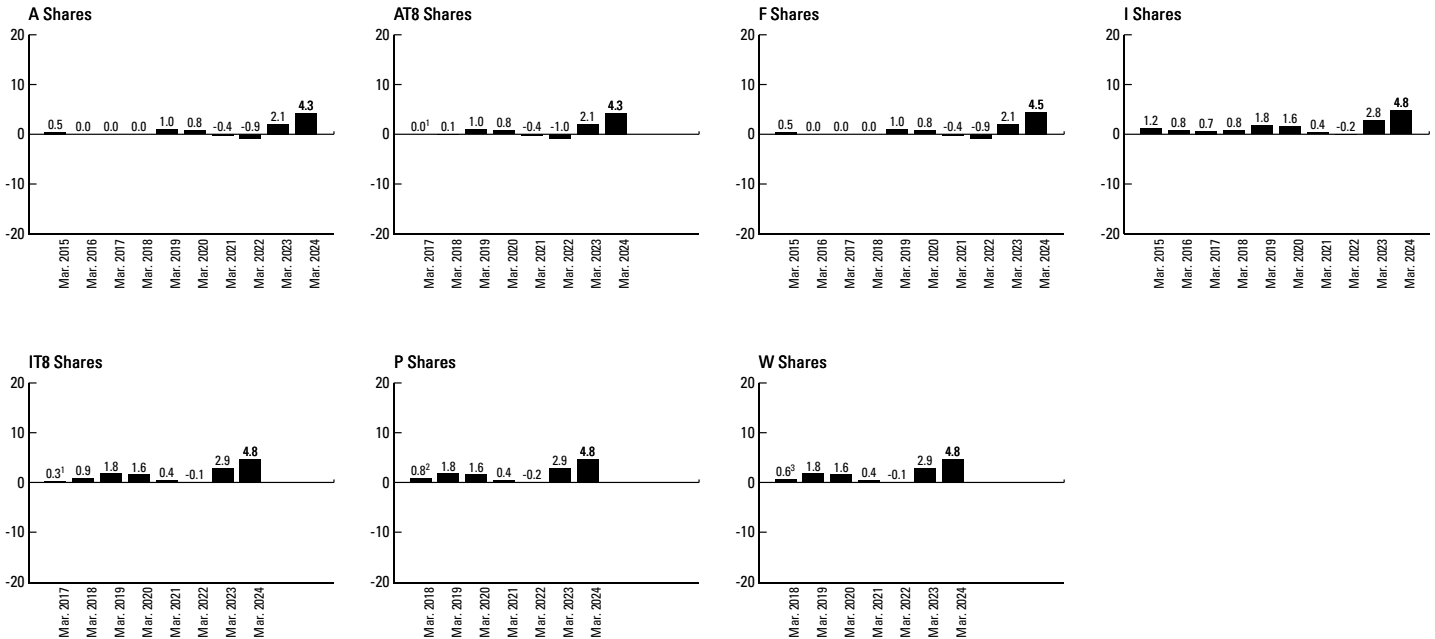 A Shares
20
10
0
-10
-20
0.5 0.0 0.0 0.0 1.0 0.8 -0.4 -0.9 2.1 4.3
Mar. 2015
Mar. 2016
Mar. 2017
Mar. 2018
Mar. 2019
Mar. 2020
Mar. 2021
Mar. 2022
Mar. 2023
Mar. 2024
AT8 Shares
20
10
0
-10
-20
0.0¹ 0.1 1.0 0.8 -0.4 -1.0 2.1 4.3
Mar. 2017
Mar. 2018
Mar. 2019
Mar. 2020
Mar. 2021
Mar. 2022
Mar. 2023
Mar. 2024
F Shares
20
10
0
-10
-20
0.5 0.0 0.0 0.0 1.0 0.8 -0.4 -0.9 2.1 4.5
Mar. 2015
Mar. 2016
Mar. 2017
Mar. 2018
Mar. 2019
Mar. 2020
Mar. 2021
Mar. 2022
Mar. 2023
Mar. 2024
I Shares
20
10
0
-10
-20
1.2 0.8 0.7 0.8 1.8 1.6 0.4 -0.2 2.8 4.8
Mar. 2015
Mar. 2016
Mar. 2017
Mar. 2018
Mar. 2019
Mar. 2020
Mar. 2021
Mar. 2022
Mar. 2023
Mar. 2024
IT8 Shares
20
10
0
-10
-20
0.3¹ 0.9 1.8 1.6 0.4 -0.1 2.9 4.8
Mar. 2017
Mar. 2018
Mar. 2019
Mar. 2020
Mar. 2021
Mar. 2022
Mar. 2023
Mar. 2024
P Shares
20
10
0
-10
-20
0.8² 1.8 1.6 0.4 -0.2 2.9 4.8
Mar. 2018
Mar. 2019
Mar. 2020
Mar. 2021
Mar. 2022
Mar. 2023
Mar. 2024
W Shares
20
10
0
-10
-20
0.6³ 1.8 1.6 0.4 -0.1 2.9 4.8
Mar. 2018
Mar. 2019
Mar. 2020
Mar. 2021
Mar. 2022
Mar. 2023
Mar. 2024